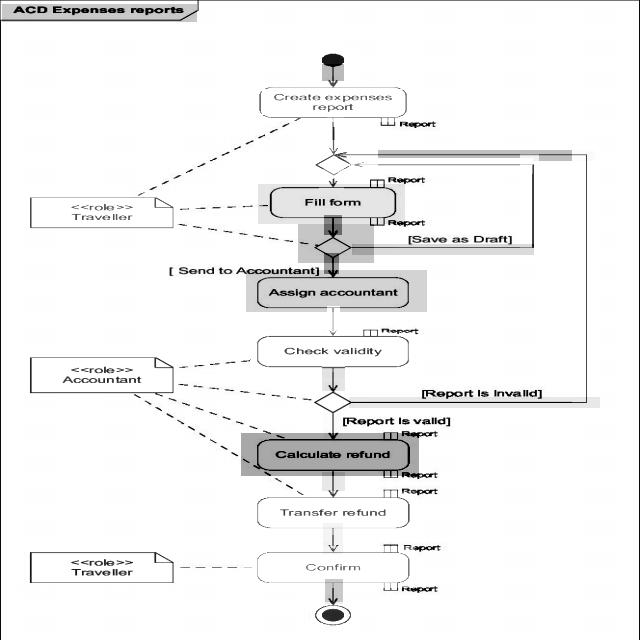 ACD Expenses reports
Create expenses
report
Report
Report
<<role>>
Traveller
Fill form
Report
[Save as Draft]
[ Send to Accountant]
Assign accountant
Report
Check validity
<<role>>
Accountant
[Report is invalid]
[Report is valid]
Report
Calculate refund
Report
Report
Transfer refund
Report
<<role>>
Traveller
Confirm
Report